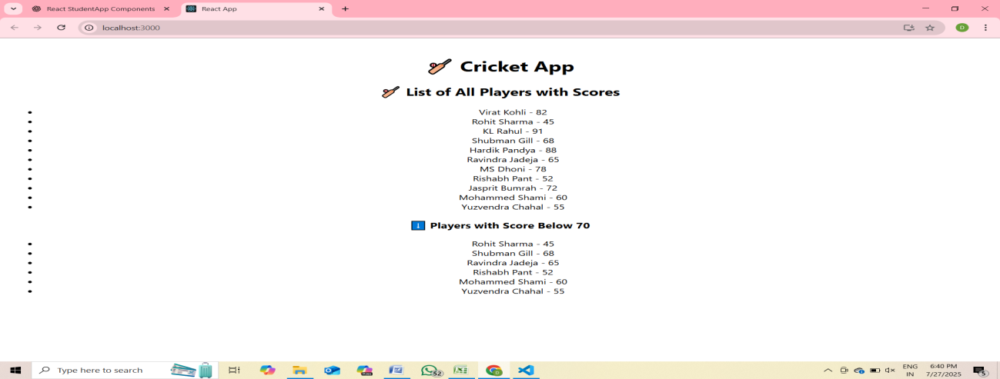 React StudentApp Components
React App
localhost:3000
D
Cricket App
List of All Players with Scores
Virat Kohli - 82
Rohit Sharma - 45
KL Rahul - 91
Shubman Gill - 68
Hardik Pandya - 88
Ravindra Jadeja - 65
MS Dhoni - 78
Rishabh Pant - 52
Jasprit Bumrah - 72
Mohammed Shami - 60
Yuzvendra Chahal - 55
Players with Score Below 70
Rohit Sharma - 45
Shubman Gill - 68
Ravindra Jadeja - 65
Rishabh Pant - 52
Mohammed Shami - 60
Yuzvendra Chahal - 55
Type here to search
52
ENG
IN
6:40 PM
7/27/2025
5